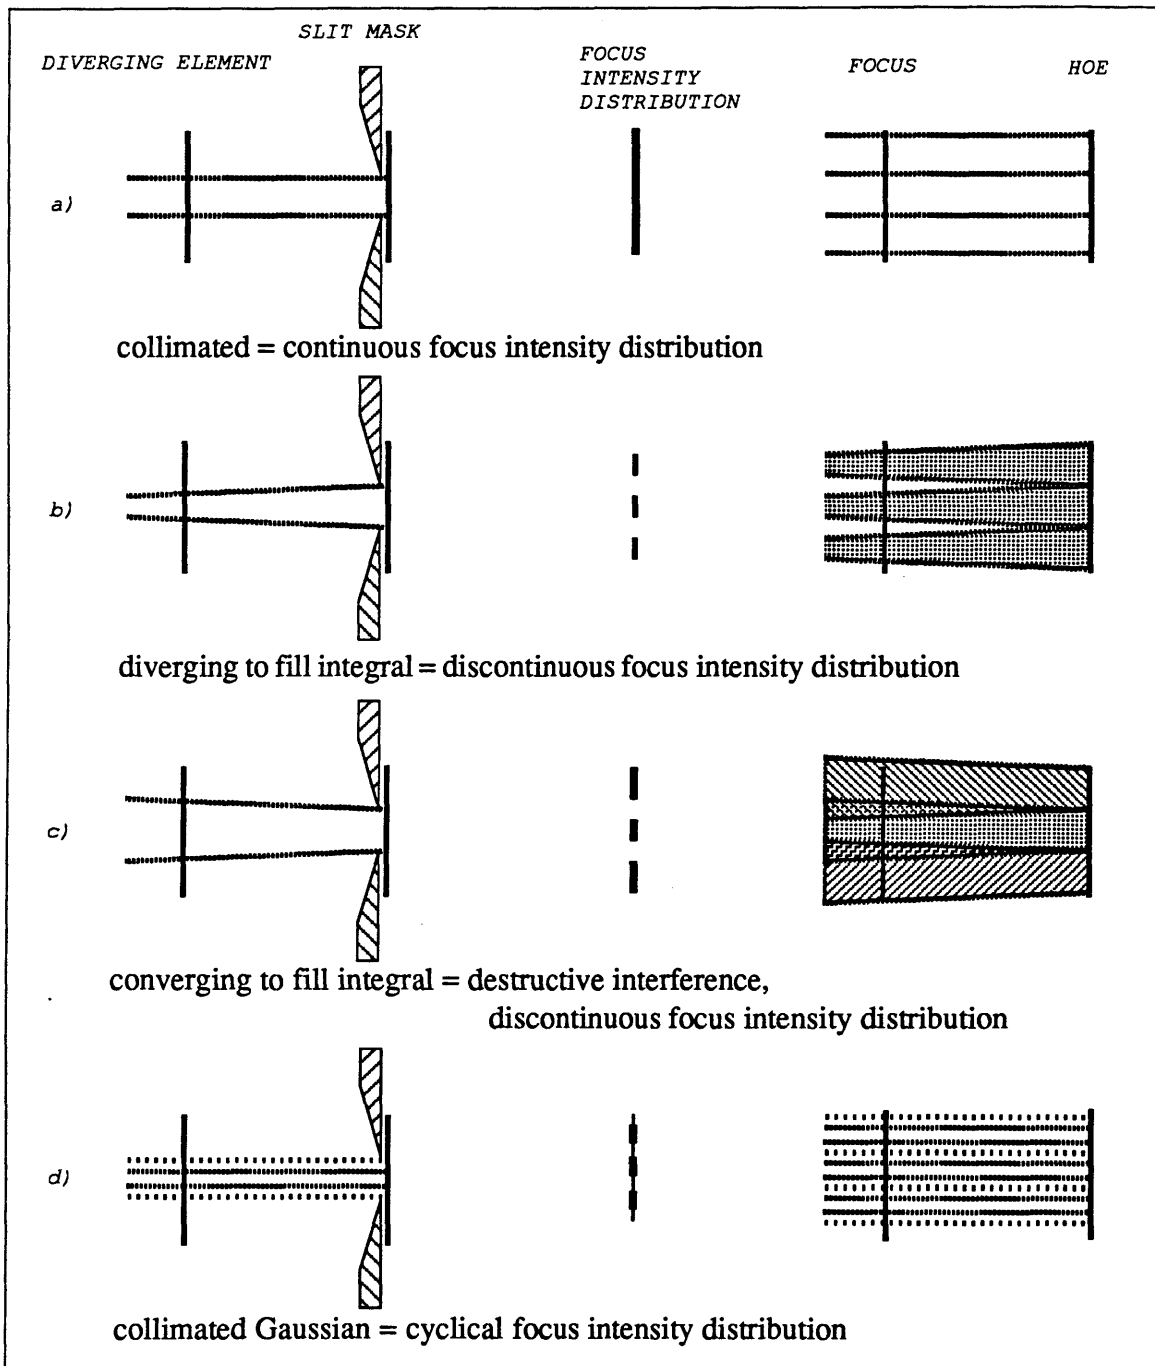 SLIT MASK
DIVERGING ELEMENT
FOCUS
INTENSITY
DISTRIBUTION
FOCUS
HOE
a)
collimated = continuous focus intensity distribution
b)
diverging to fill integral = discontinuous focus intensity distribution
c)
converging to fill integral = destructive interference,
discontinuous focus intensity distribution
d)
collimated Gaussian = cyclical focus intensity distribution